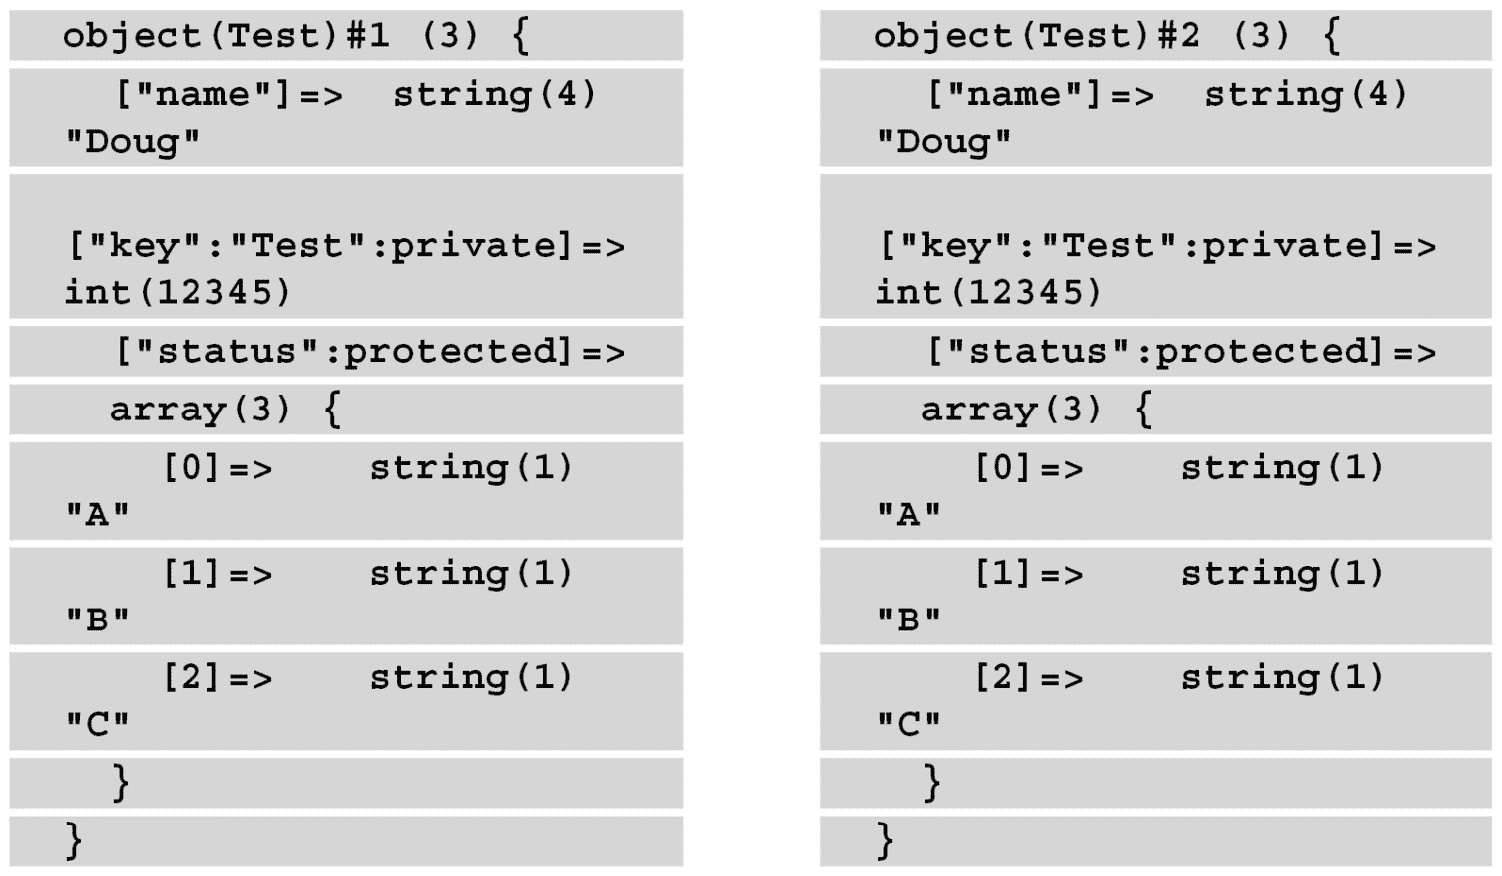 object(Test)#1 (3) {
["name"]=>  string(4)
"Doug"
["key":"Test":private]=>
int(12345)
["status":protected]=>
array(3) {
[0]=>    string(1)
"A"
[1]=>    string(1)
"B"
[2]=>    string(1)
"C"
}
}
object(Test)#2 (3) {
["name"]=>  string(4)
"Doug"
["key":"Test":private]=>
int(12345)
["status":protected]=>
array(3) {
[0]=>    string(1)
"A"
[1]=>    string(1)
"B"
[2]=>    string(1)
"C"
}
}